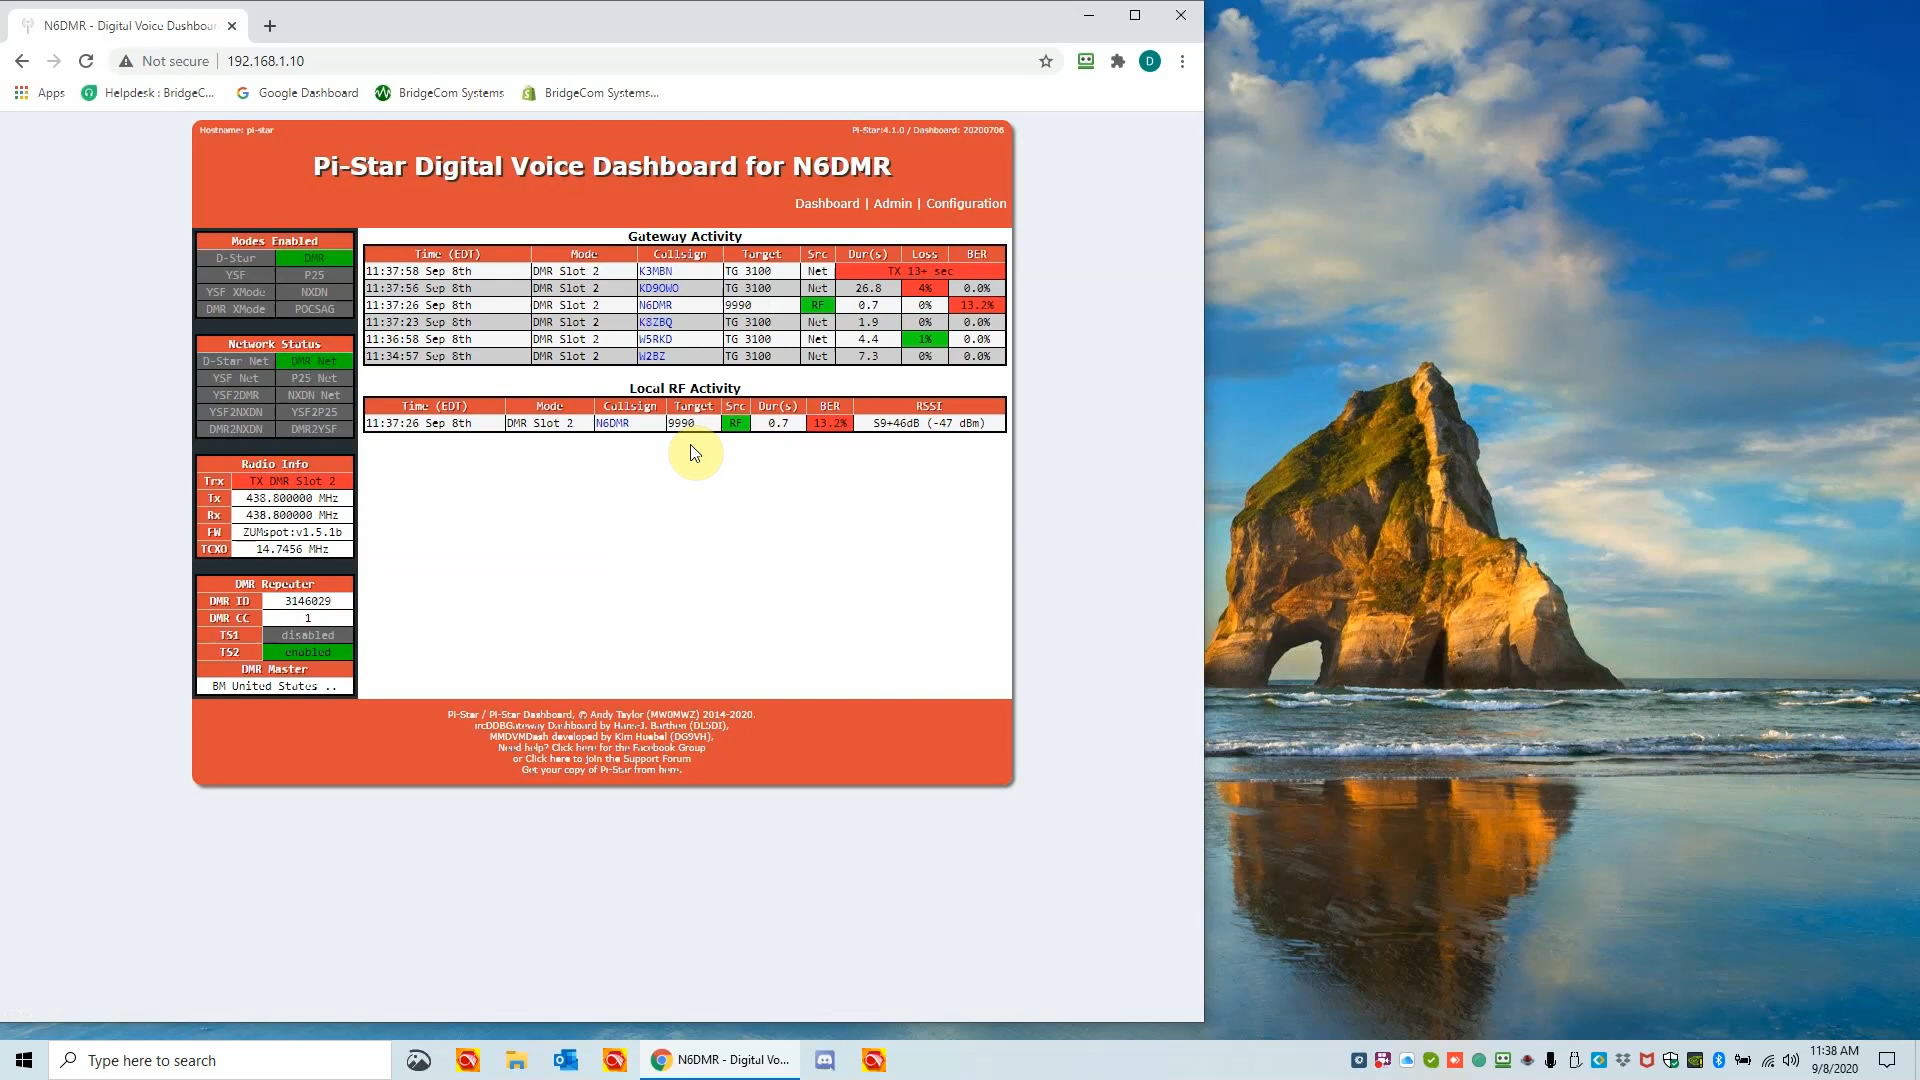 N6DMR - Digital Voice Dashboar
Not secure 192.168.1.10
Apps Helpdesk : BridgeC... Google Dashboard BridgeCom Systems BridgeCom Systems...
Hostname: pi-star Pi-Star:4.1.0 / Dashboard: 20200706
Pi-Star Digital Voice Dashboard for N6DMR
Dashboard | Admin | Configuration
Modes Enabled
D-Star DMR
YSF P25
YSF XMode NXDN
DMR XMode POCSAG
Network Status
D-Star Net DMR Net
YSF Net P25 Net
YSF2DMR NXDN Net
YSF2NXDN YSF2P25
DMR2NXDN DMR2YSF
Radio Info
Trx TX DMR Slot 2
Tx 438.800000 MHz
Rx 438.800000 MHz
FW ZUMspot:v1.5.1b
TCXO 14.7456 MHz
DMR Repeater
DMR ID 3146029
DMR CC 1
TS1 disabled
TS2 enabled
DMR Master
BM United States ..
Gateway Activity
Time (EDT) Mode Callsign Target Src Dur(s) Loss BER
11:37:58 Sep 8th DMR Slot 2 K3MBN TG 3100 Net TX 13+ sec
11:37:56 Sep 8th DMR Slot 2 KD9OWO TG 3100 Net 26.8 4% 0.0%
11:37:26 Sep 8th DMR Slot 2 N6DMR 9990 RF 0.7 0% 13.2%
11:37:23 Sep 8th DMR Slot 2 K8ZBQ TG 3100 Net 1.9 0% 0.0%
11:36:58 Sep 8th DMR Slot 2 W5RKD TG 3100 Net 4.4 1% 0.0%
11:34:57 Sep 8th DMR Slot 2 W2BZ TG 3100 Net 7.3 0% 0.0%
Local RF Activity
Time (EDT) Mode Callsign Target Src Dur(s) BER RSSI
11:37:26 Sep 8th DMR Slot 2 N6DMR 9990 RF 0.7 13.2% S9+46dB (-47 dBm)
Pi-Star / Pi-Star Dashboard, © Andy Taylor (MW0MWZ) 2014-2020.
ircDDBGateway Dashboard by Hans-J. Barthen (DL5DI),
MMDVMDash developed by Kim Huebel (DG9VH),
Need help? Click here for the Facebook Group
or Click here to join the Support Forum
Get your copy of Pi-Star from here.
Type here to search
N6DMR - Digital Vo...
11:38 AM
9/8/2020
D